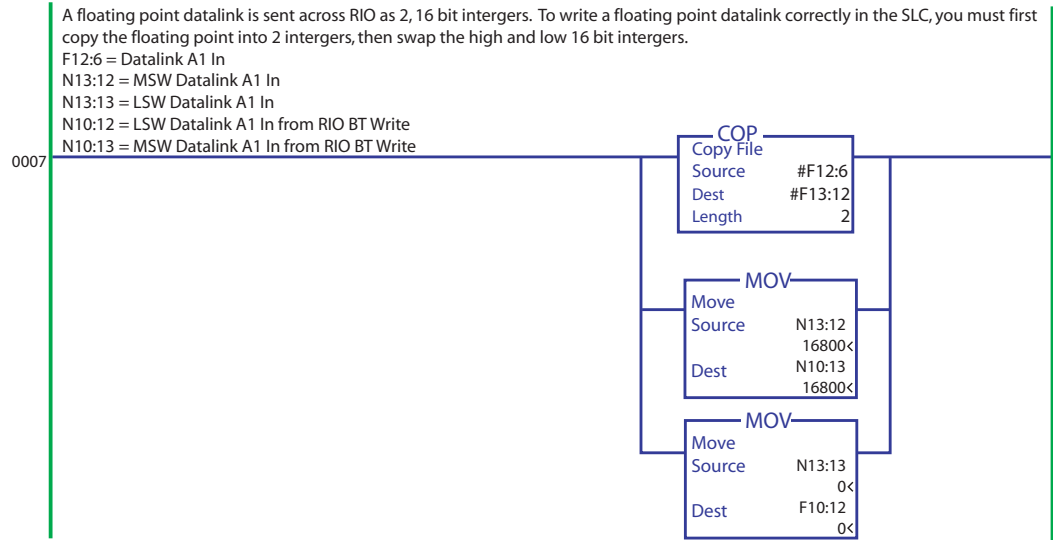 A floating point datalink is sent across RIO as 2, 16 bit intergers. To write a floating point datalink correctly in the SLC, you must first
copy the floating point into 2 intergers, then swap the high and low 16 bit intergers.
F12:6 = Datalink A1 In
N13:12 = MSW Datalink A1 In
N13:13 = LSW Datalink A1 In
N10:12 = LSW Datalink A1 In from RIO BT Write
N10:13 = MSW Datalink A1 In from RIO BT Write
0007
COP
Copy File
Source #F12:6
Dest #F13:12
Length 2
MOV
Move
Source N13:12
16800<
Dest N10:13
16800<
MOV
Move
Source N13:13
0<
Dest F10:12
0<